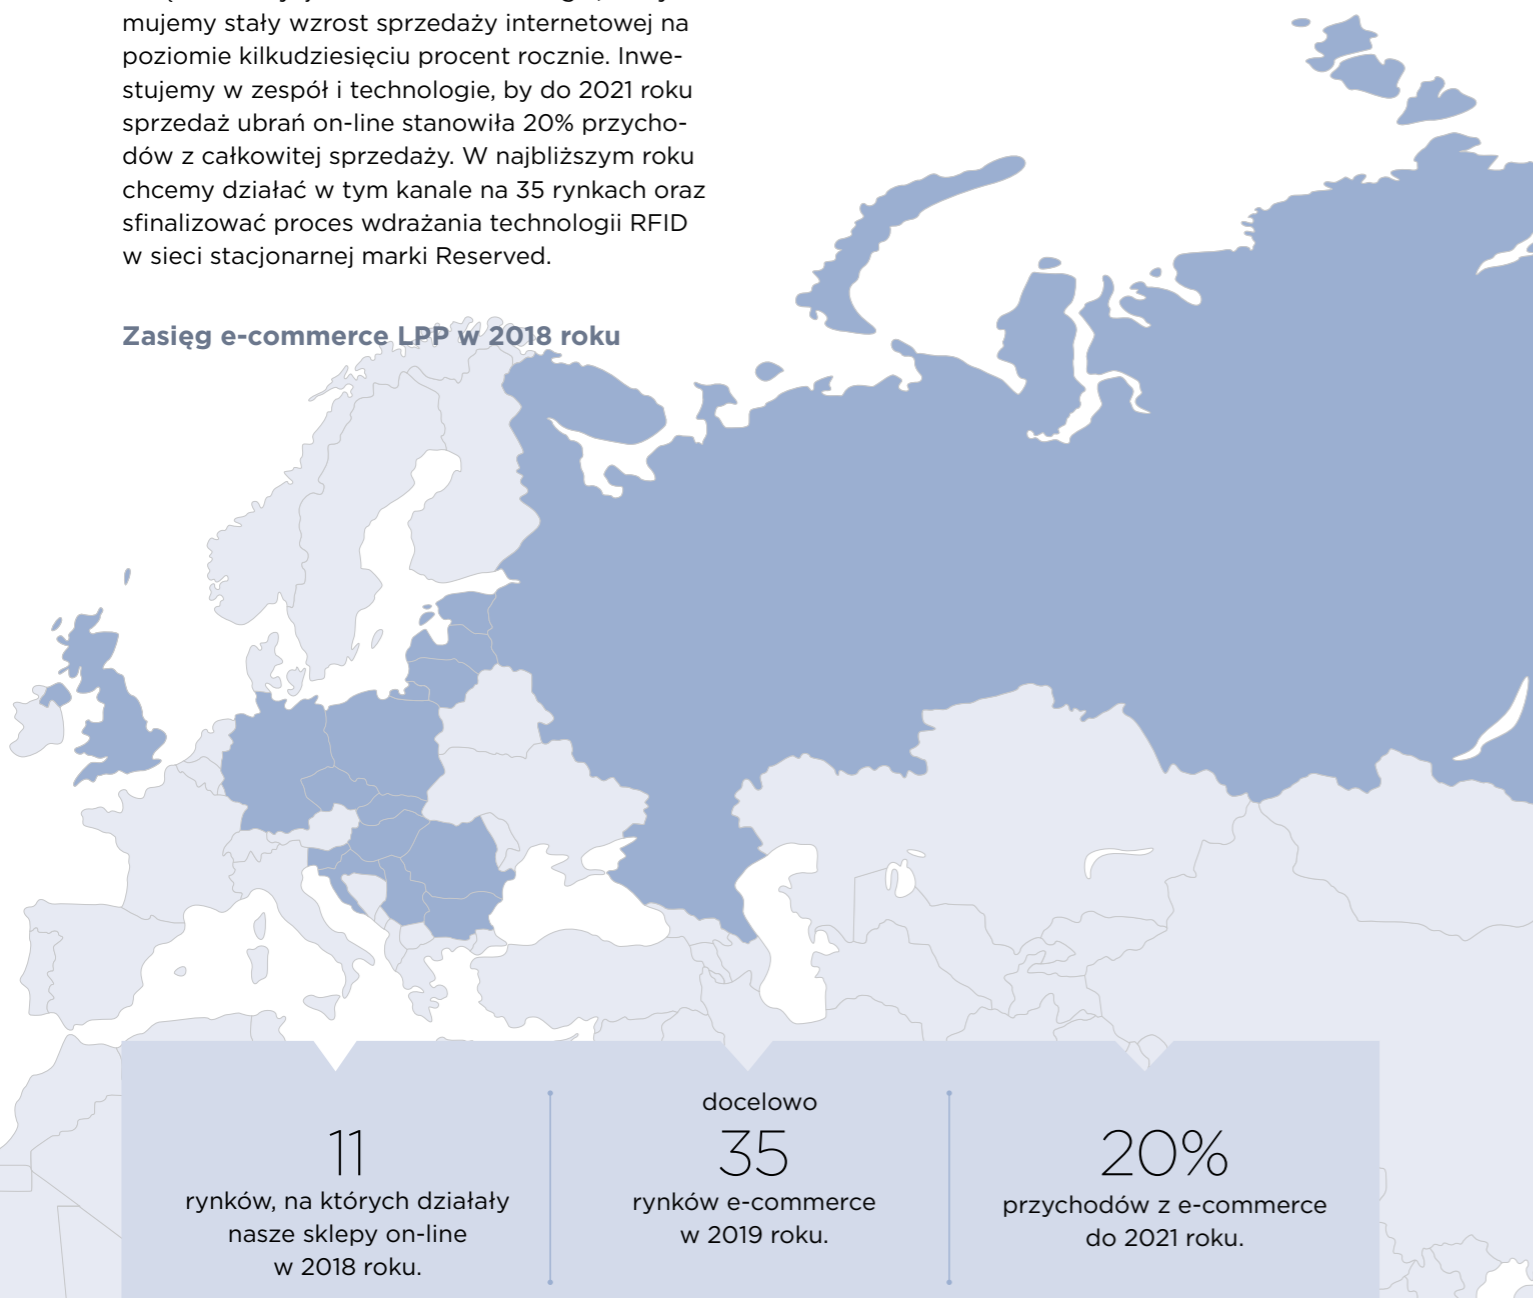 mujemy stały wzrost sprzedaży internetowej na
poziomie kilkudziesięciu procent rocznie. Inwe-
stujemy w zespół i technologie, by do 2021 roku
sprzedaż ubrań on-line stanowiła 20% przycho-
dów z całkowitej sprzedaży. W najbliższym roku
chcemy działać w tym kanale na 35 rynkach oraz
sfinalizować proces wdrażania technologii RFID
w sieci stacjonarnej marki Reserved.
Zasięg e-commerce LPP w 2018 roku
11
rynków, na których działały
nasze sklepy on-line
w 2018 roku.
docelowo
35
rynków e-commerce
w 2019 roku.
20%
przychodów z e-commerce
do 2021 roku.